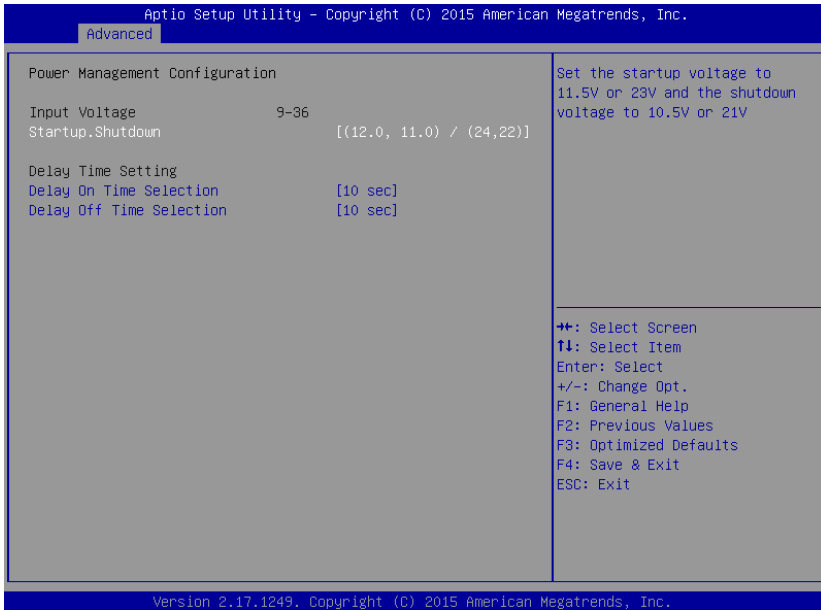 Aptio Setup Utility – Copyright (C) 2015 American Megatrends, Inc.
Advanced
Power Management Configuration
Input Voltage 9-36
Startup.Shutdown [(12.0, 11.0) / (24,22)]
Delay Time Setting
Delay On Time Selection [10 sec]
Delay Off Time Selection [10 sec]
Set the startup voltage to
11.5V or 23V and the shutdown
voltage to 10.5V or 21V
→←: Select Screen
↑↓: Select Item
Enter: Select
+/-: Change Opt.
F1: General Help
F2: Previous Values
F3: Optimized Defaults
F4: Save & Exit
ESC: Exit
Version 2.17.1249. Copyright (C) 2015 American Megatrends, Inc.